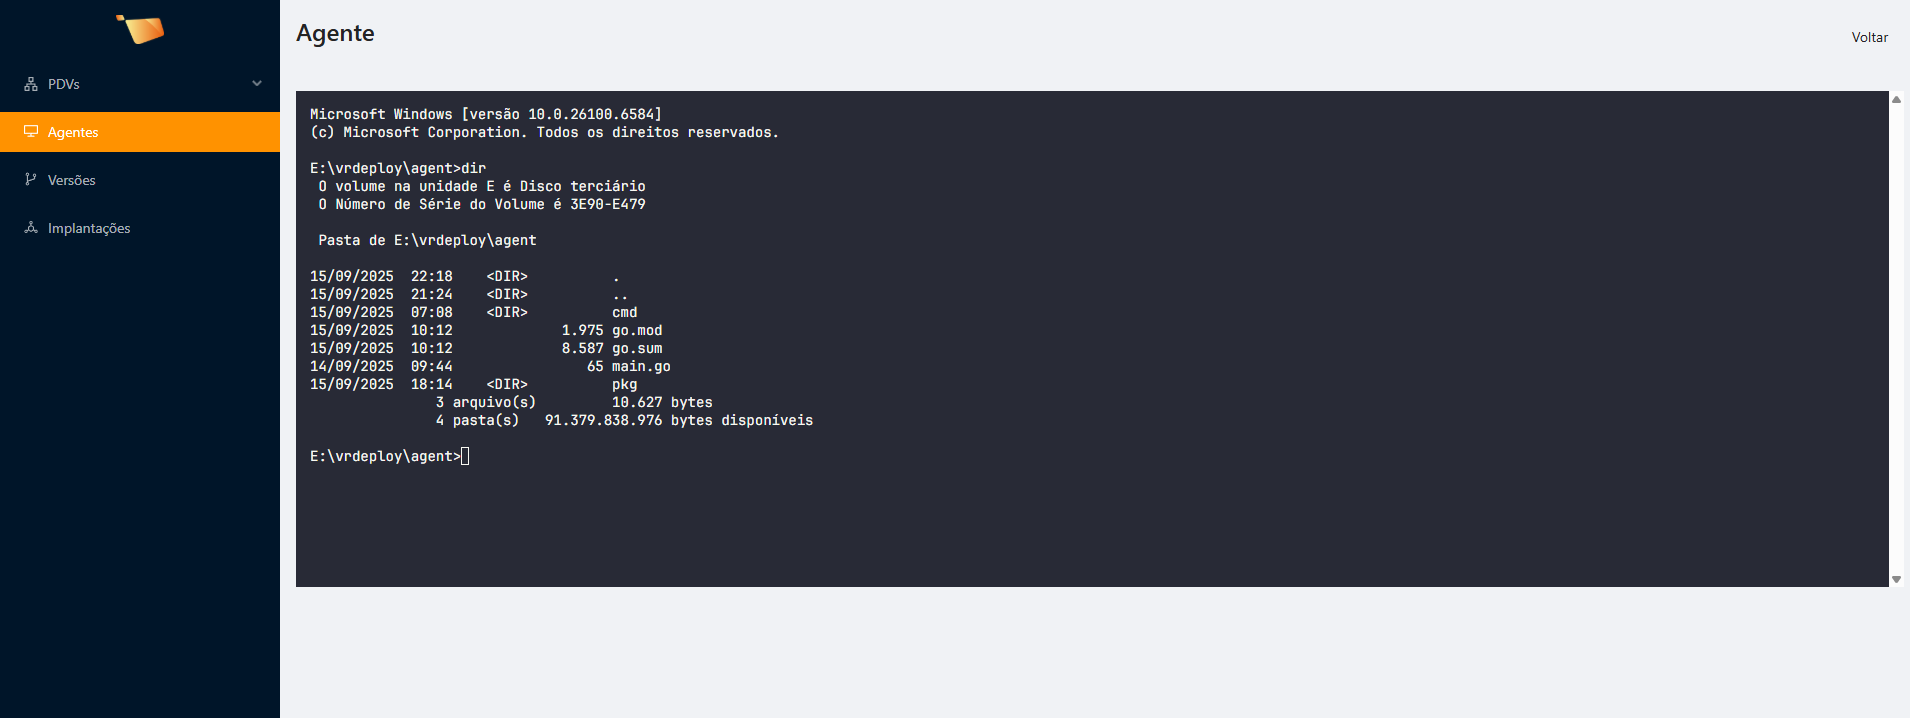 Agente
Voltar
PDVs
Agentes
Versões
Implantações
Microsoft Windows [versão 10.0.26100.6584]
(c) Microsoft Corporation. Todos os direitos reservados.
E:\vrdeploy\agent>dir
 O volume na unidade E é Disco terciário
 O Número de Série do Volume é 3E90-E479
 Pasta de E:\vrdeploy\agent
15/09/2025  22:18    <DIR>          .
15/09/2025  21:24    <DIR>          ..
15/09/2025  07:08    <DIR>          cmd
15/09/2025  10:12             1.975 go.mod
15/09/2025  10:12             8.587 go.sum
14/09/2025  09:44                65 main.go
15/09/2025  18:14    <DIR>          pkg
               3 arquivo(s)         10.627 bytes
               4 pasta(s)   91.379.838.976 bytes disponíveis
E:\vrdeploy\agent>